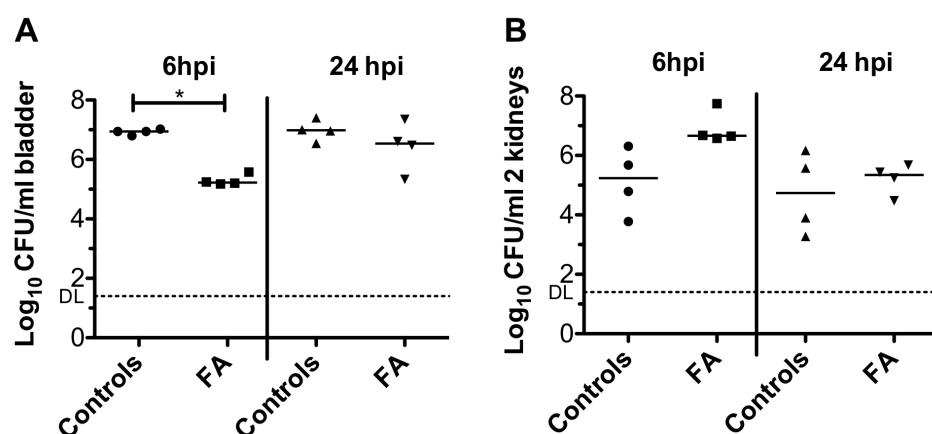 A
6hpi
24 hpi
*
Log10 CFU/ml bladder
8
6
4
2
DL
0
Controls
FA
Controls
FA
B
6hpi
24 hpi
Log10 CFU/ml 2 kidneys
8
6
4
2
DL
0
Controls
FA
Controls
FA